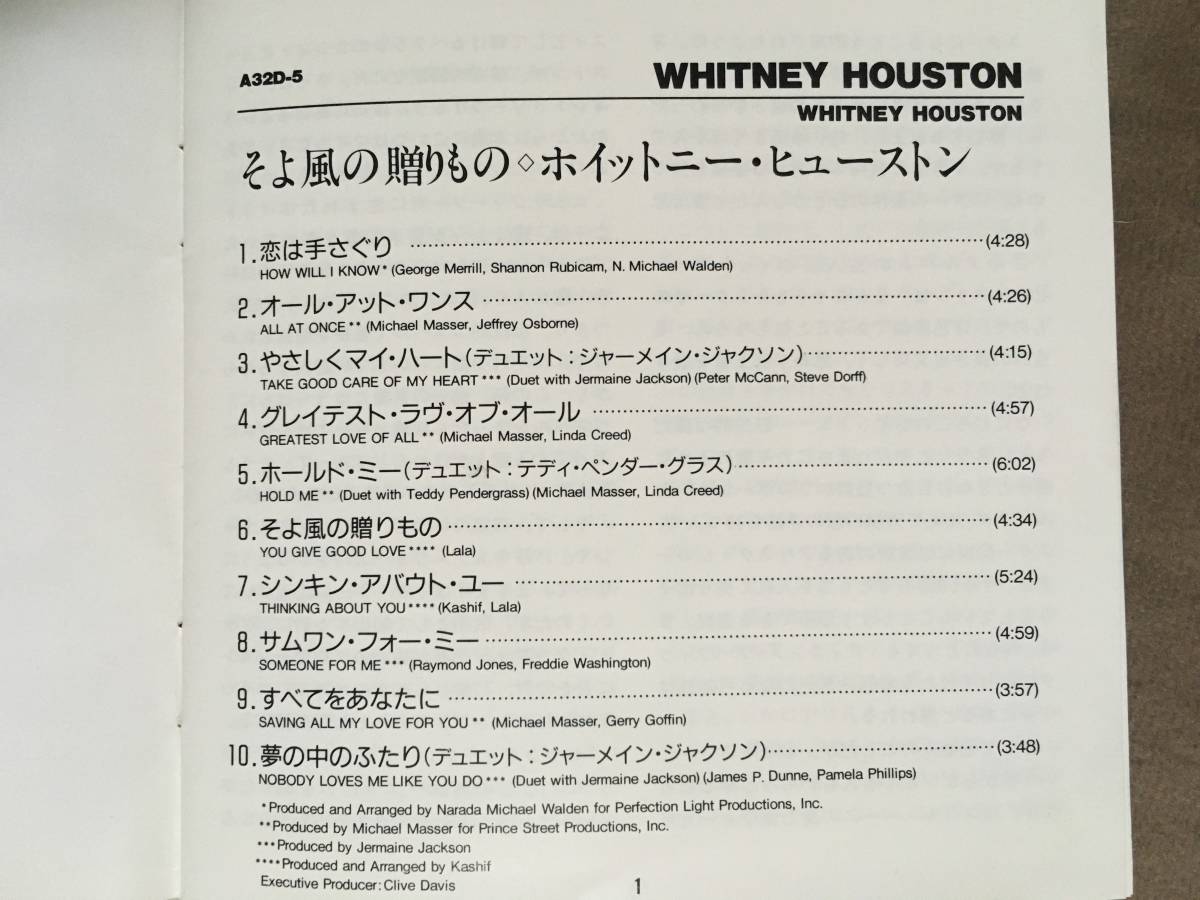 A32D-5
WHITNEY HOUSTON
WHITNEY HOUSTON
そよ風の贈りもの◇ホイットニー・ヒューストン
1.恋は手さぐり (4:28)
HOW WILL I KNOW* (George Merrill, Shannon Rubicam, N. Michael Walden)
2.オール・アット・ワンス (4:26)
ALL AT ONCE** (Michael Masser, Jeffrey Osborne)
3.やさしくマイ・ハート(デュエット:ジャーメイン・ジャクソン) (4:15)
TAKE GOOD CARE OF MY HEART*** (Duet with Jermaine Jackson) (Peter McCann, Steve Dorff)
4.グレイテスト・ラヴ・オブ・オール (4:57)
GREATEST LOVE OF ALL** (Michael Masser, Linda Creed)
5.ホールド・ミー(デュエット:テディ・ペンダー・グラス) (6:02)
HOLD ME** (Duet with Teddy Pendergrass) (Michael Masser, Linda Creed)
6.そよ風の贈りもの (4:34)
YOU GIVE GOOD LOVE**** (Lala)
7.シンキン・アバウト・ユー (5:24)
THINKING ABOUT YOU**** (Kashif, Lala)
8.サムワン・フォー・ミー (4:59)
SOMEONE FOR ME*** (Raymond Jones, Freddie Washington)
9.すべてをあなたに (3:57)
SAVING ALL MY LOVE FOR YOU** (Michael Masser, Gerry Goffin)
10.夢の中のふたり(デュエット:ジャーメイン・ジャクソン) (3:48)
NOBODY LOVES ME LIKE YOU DO*** (Duet with Jermaine Jackson) (James P. Dunne, Pamela Phillips)
*Produced and Arranged by Narada Michael Walden for Perfection Light Productions, Inc.
**Produced by Michael Masser for Prince Street Productions, Inc.
***Produced by Jermaine Jackson
****Produced and Arranged by Kashif
Executive Producer: Clive Davis
1